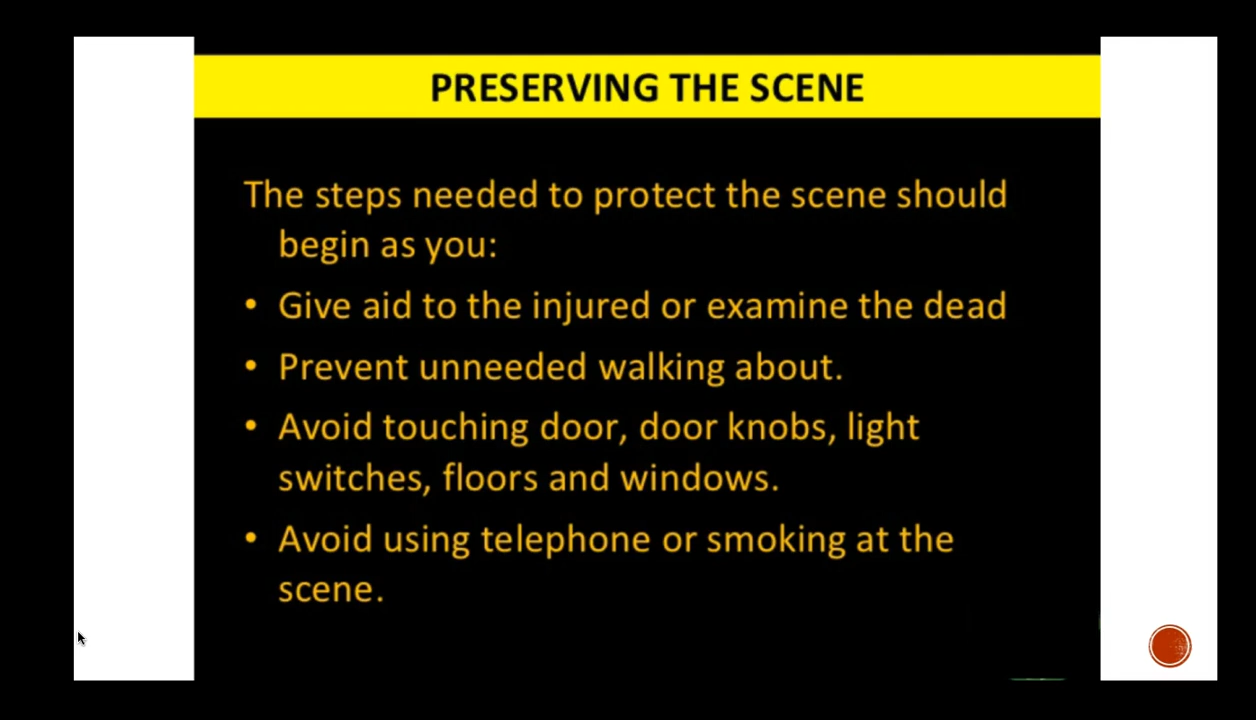 PRESERVING THE SCENE
The steps needed to protect the scene should
begin as you:
• Give aid to the injured or examine the dead
• Prevent unneeded walking about.
• Avoid touching door, door knobs, light
switches, floors and windows.
• Avoid using telephone or smoking at the
scene.